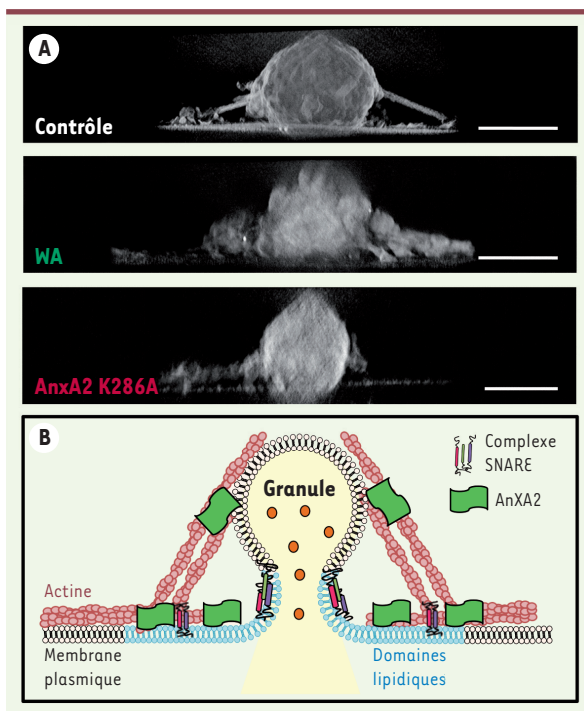 A
Contrôle
WA
AnxA2 K286A
B
Complexe
SNARE
Granule
AnXA2
Actine
Membrane
plasmique
Domaines
lipidiques